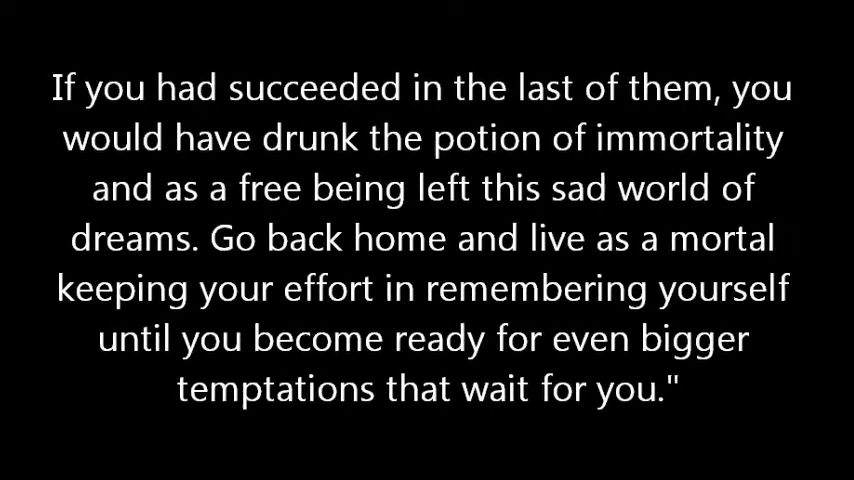 If you had succeeded in the last of them, you
would have drunk the potion of immortality
and as a free being left this sad world of
dreams. Go back home and live as a mortal
keeping your effort in remembering yourself
until you become ready for even bigger
temptations that wait for you."